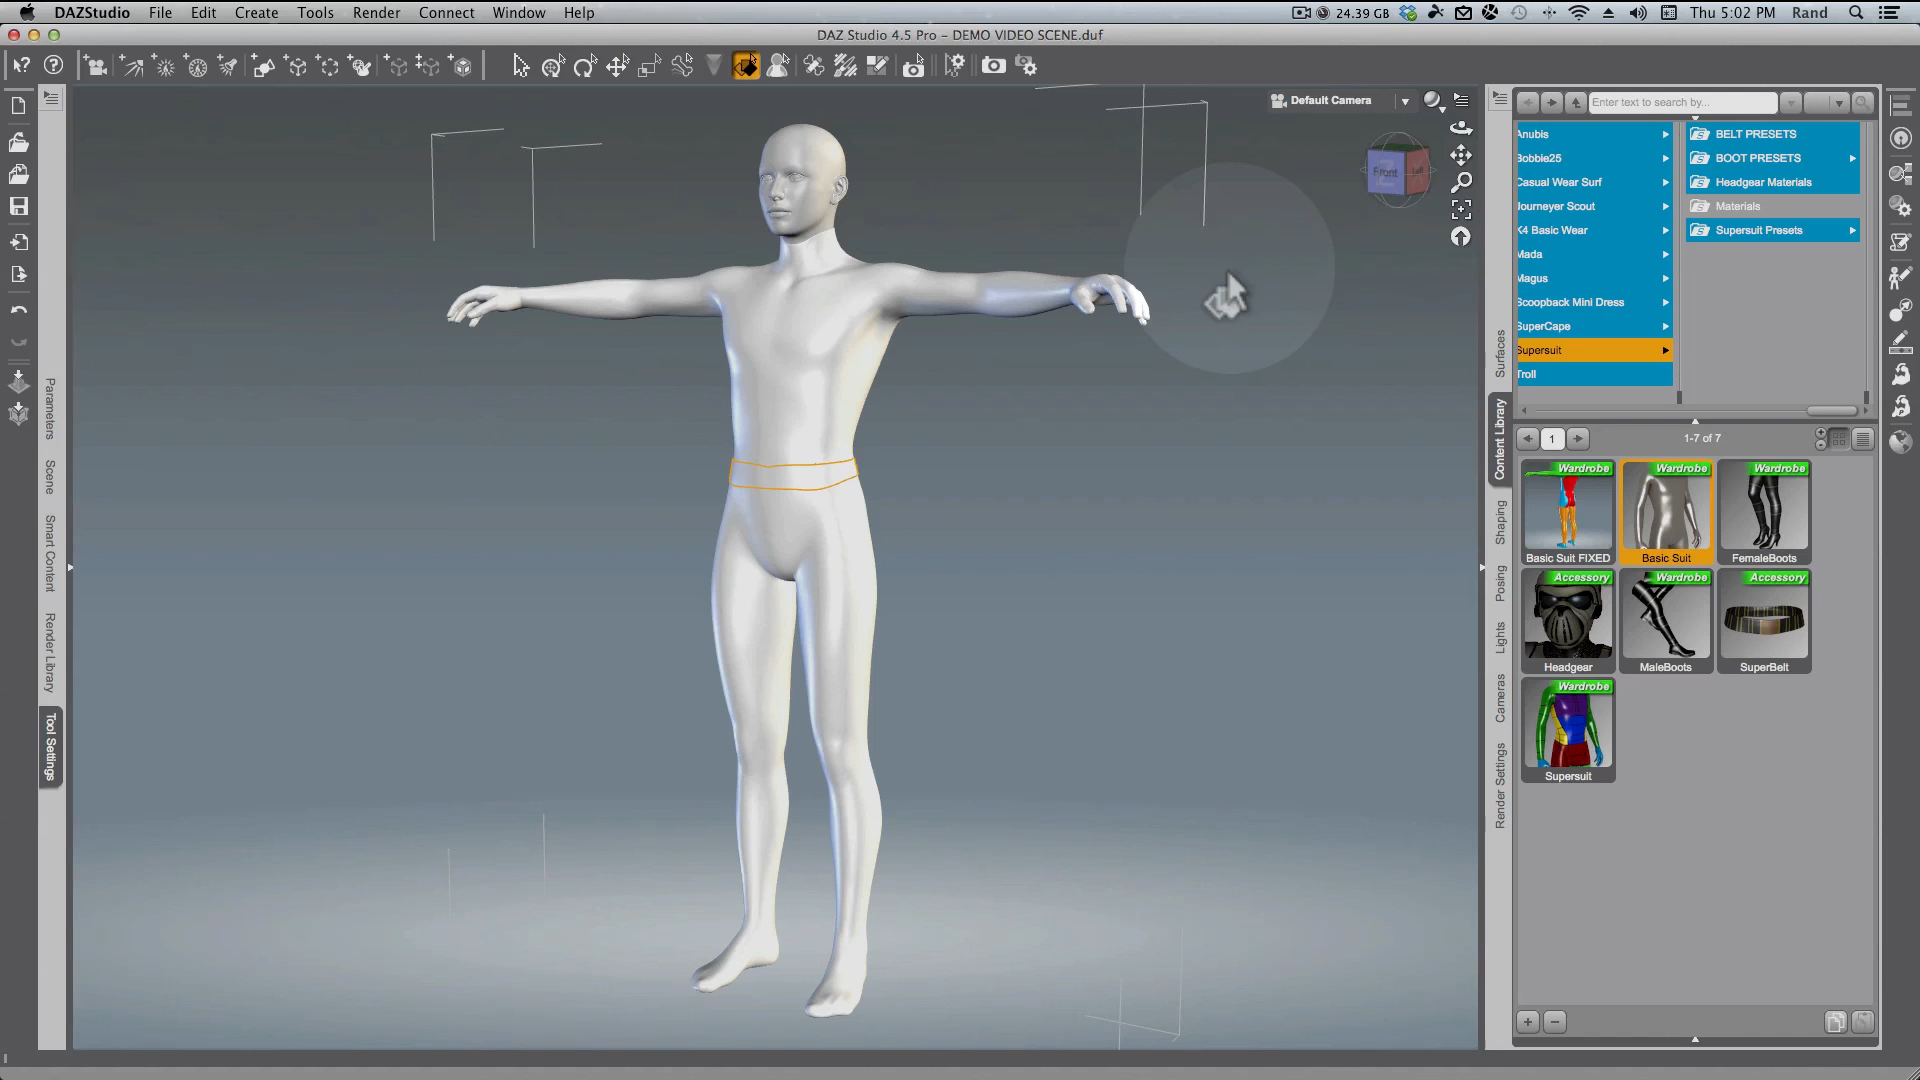 DAZStudio File Edit Create Tools Render Connect Window Help
24.39 GB Thu 5:02 PM Rand
DAZ Studio 4.5 Pro - DEMO VIDEO SCENE.duf
Default Camera
Front
Enter text to search by...
Anubis
Bobbie25
Casual Wear Surf
Journeyer Scout
K4 Basic Wear
Mada
Magus
Scoopback Mini Dress
SuperCape
Supersuit
Troll
BELT PRESETS
BOOT PRESETS
Headgear Materials
Materials
Supersuit Presets
Parameters
Scene
Smart Content
Render Library
Tool Settings
Surfaces
Content Library
Shaping
Posing
Lights
Cameras
Render Settings
1
1-7 of 7
Wardrobe
Basic Suit FIXED
Wardrobe
Basic Suit
Wardrobe
FemaleBoots
Accessory
Headgear
Wardrobe
MaleBoots
Accessory
SuperBelt
Wardrobe
Supersuit